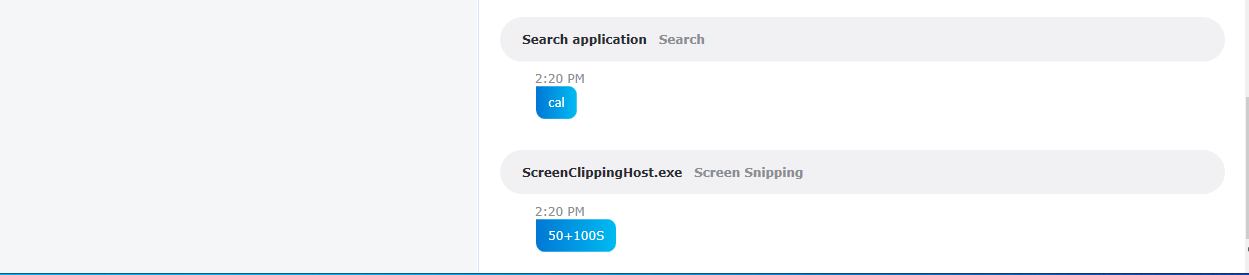 Search application Search
2:20 PM
cal
ScreenClippingHost.exe Screen Snipping
2:20 PM
50+100S